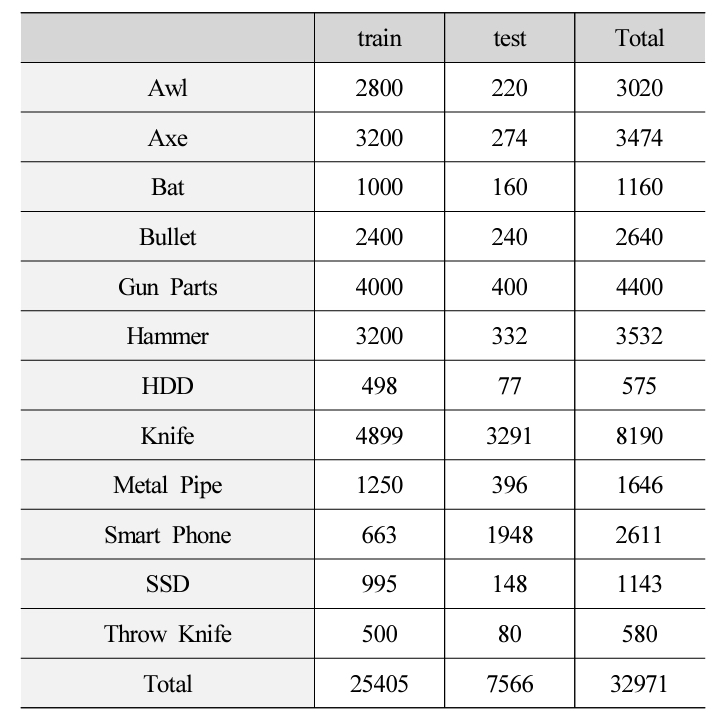 train test Total
Awl 2800 220 3020
Axe 3200 274 3474
Bat 1000 160 1160
Bullet 2400 240 2640
Gun Parts 4000 400 4400
Hammer 3200 332 3532
HDD 498 77 575
Knife 4899 3291 8190
Metal Pipe 1250 396 1646
Smart Phone 663 1948 2611
SSD 995 148 1143
Throw Knife 500 80 580
Total 25405 7566 32971